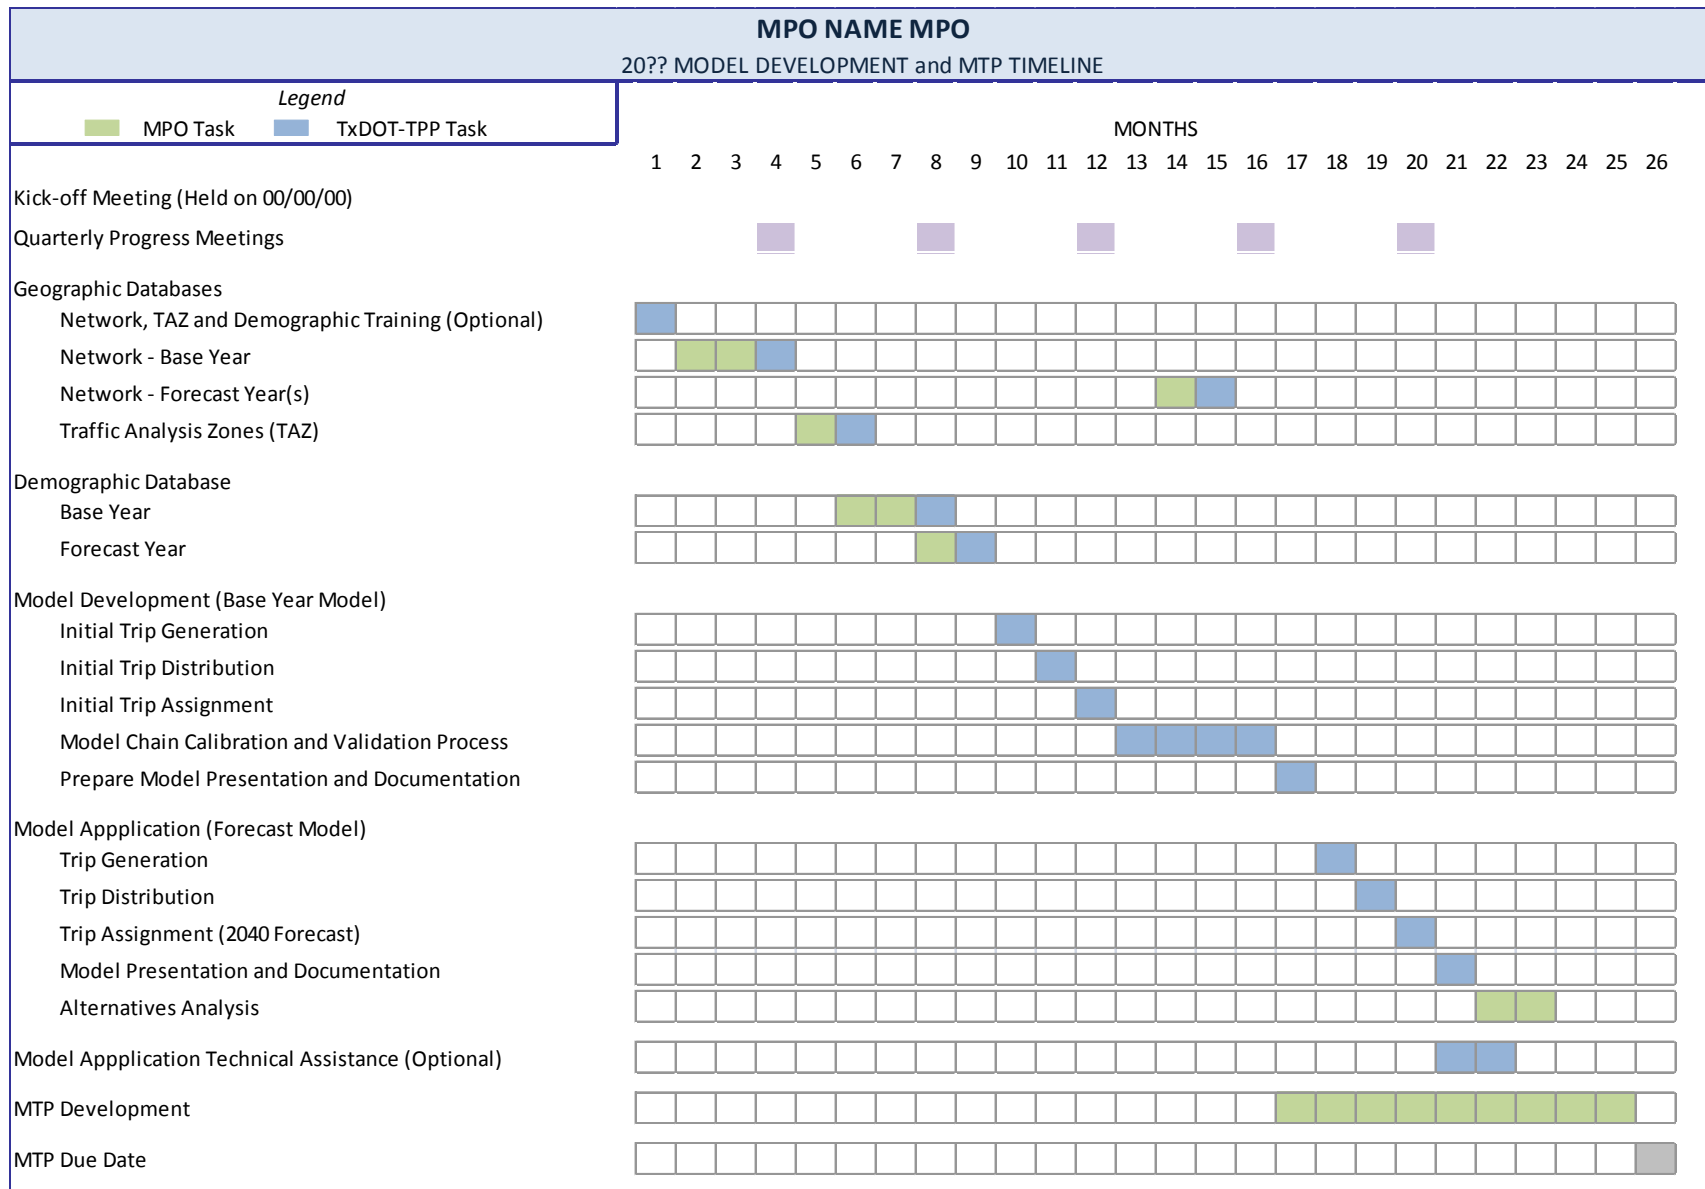 MPO NAME MPO
20?? MODEL DEVELOPMENT and MTP TIMELINE
Legend
MPO Task TxDOT-TPP Task
MONTHS
1 2 3 4 5 6 7 8 9 10 11 12 13 14 15 16 17 18 19 20 21 22 23 24 25 26
Kick-off Meeting (Held on 00/00/00)
Quarterly Progress Meetings
Geographic Databases
Network, TAZ and Demographic Training (Optional)
Network - Base Year
Network - Forecast Year(s)
Traffic Analysis Zones (TAZ)
Demographic Database
Base Year
Forecast Year
Model Development (Base Year Model)
Initial Trip Generation
Initial Trip Distribution
Initial Trip Assignment
Model Chain Calibration and Validation Process
Prepare Model Presentation and Documentation
Model Appplication (Forecast Model)
Trip Generation
Trip Distribution
Trip Assignment (2040 Forecast)
Model Presentation and Documentation
Alternatives Analysis
Model Appplication Technical Assistance (Optional)
MTP Development
MTP Due Date